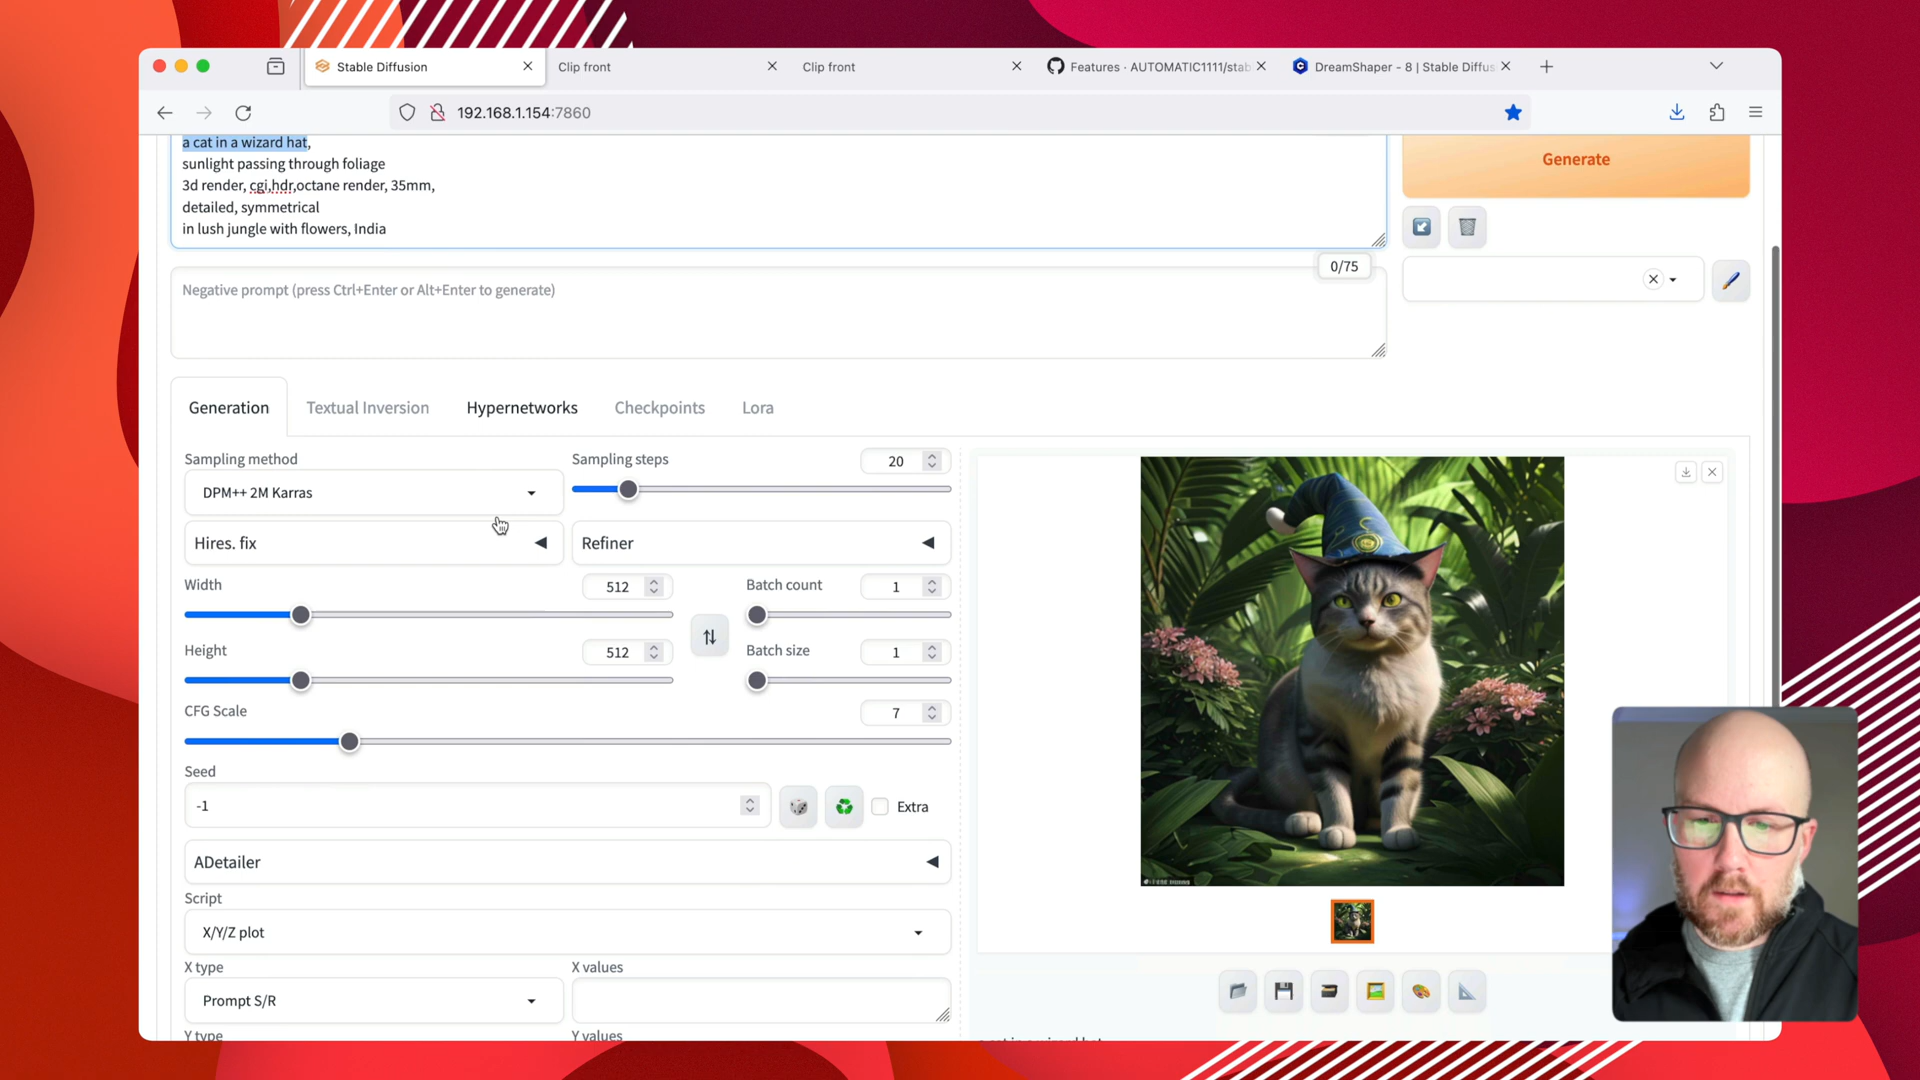 Stable Diffusion
Clip front
Clip front
Features · AUTOMATIC1111/stab
DreamShaper - 8 | Stable Diffus
192.168.1.154:7860
a cat in a wizard hat,
sunlight passing through foliage
3d render, cgi,hdr,octane render, 35mm,
detailed, symmetrical
in lush jungle with flowers, India
Generate
0/75
Negative prompt (press Ctrl+Enter or Alt+Enter to generate)
Generation
Textual Inversion
Hypernetworks
Checkpoints
Lora
Sampling method
DPM++ 2M Karras
Sampling steps
20
Hires. fix
Refiner
Width
512
Batch count
1
Height
512
Batch size
1
CFG Scale
7
Seed
-1
Extra
ADetailer
Script
X/Y/Z plot
X type
X values
Prompt S/R
Y type
Y values